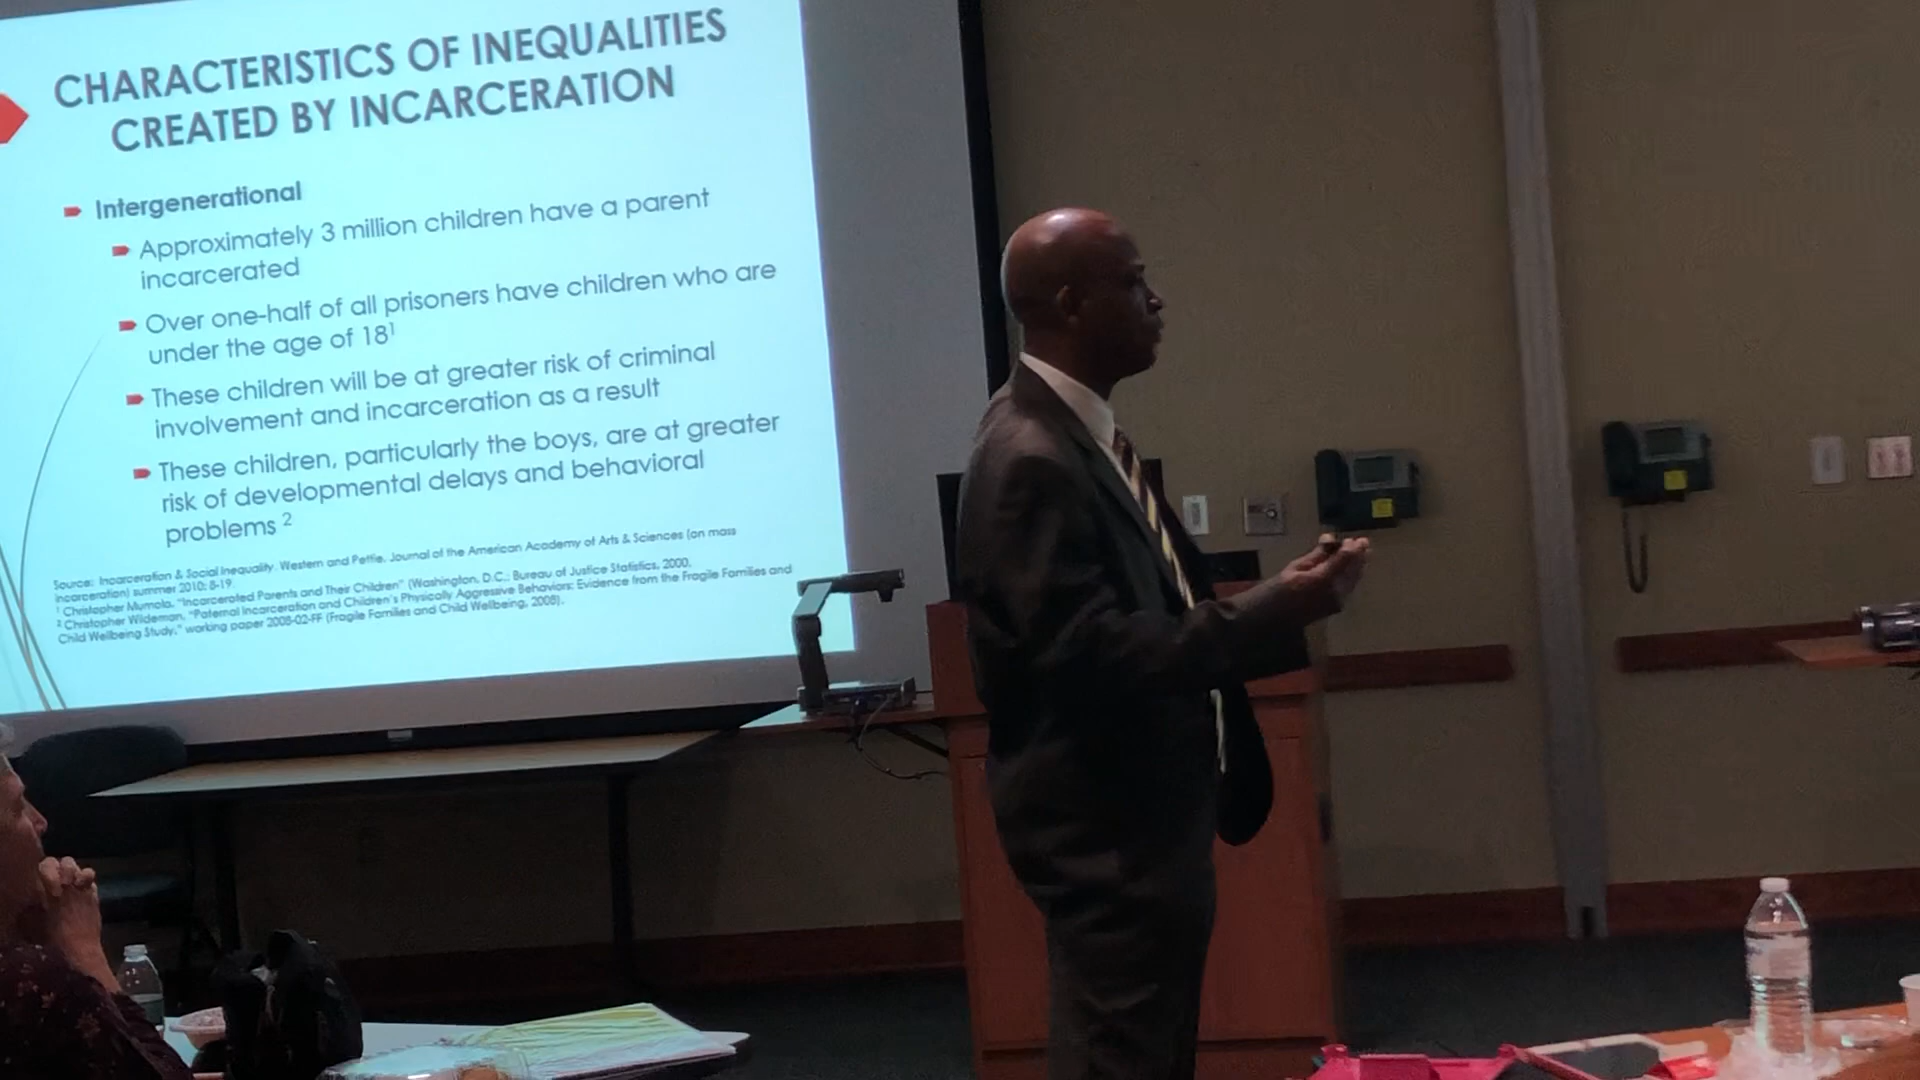 CHARACTERISTICS OF INEQUALITIES
CREATED BY INCARCERATION
Intergenerational
Approximately 3 million children have a parent
incarcerated
Over one-half of all prisoners have children who are
under the age of 18¹
These children will be at greater risk of criminal
involvement and incarceration as a result
These children, particularly the boys, are at greater
risk of developmental delays and behavioral
problems ²
Source: Incarceration & Social Inequality. Western and Pettie. Journal of the American Academy of Arts & Sciences (on mass
incarceration) summer 2010: 8-19.
¹ Christopher Mumola, "Incarcerated Parents and Their Children" (Washington, D.C.: Bureau of Justice Statistics, 2000.
² Christopher Wildeman, "Paternal Incarceration and Children's Physically Aggressive Behaviors: Evidence from the Fragile Families and
Child Wellbeing Study," working paper 2008-02-FF (Fragile Families and Child Wellbeing, 2008).